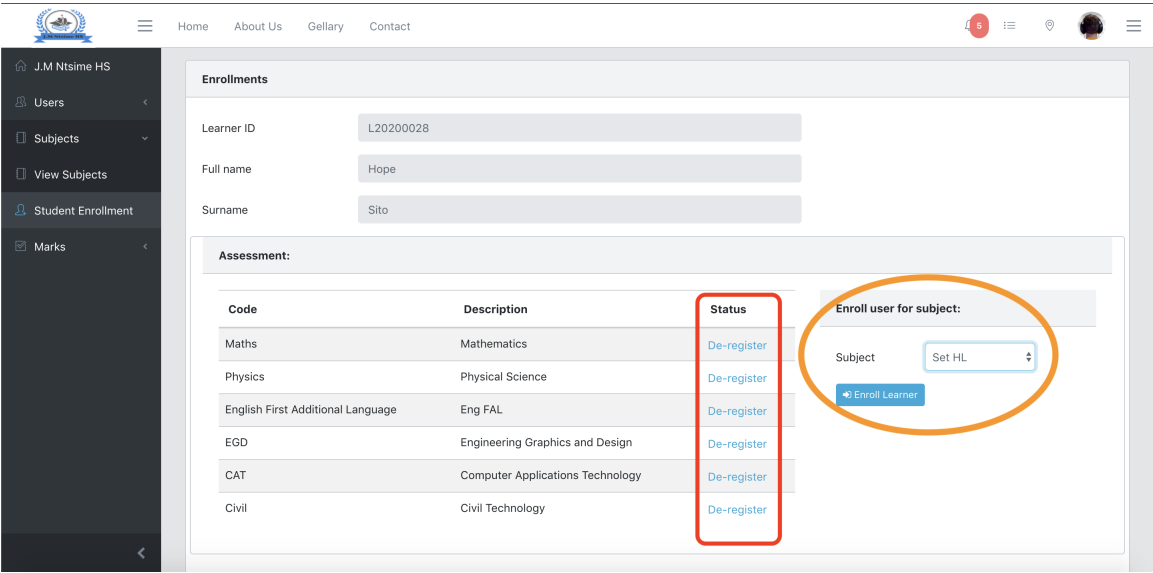 Home About Us Gellary Contact
5
J.M Ntsime HS
Users
Subjects
View Subjects
Student Enrollment
Marks
Enrollments
Learner ID L20200028
Full name Hope
Surname Sito
Assessment:
Code Description Status
Maths Mathematics De-register
Physics Physical Science De-register
English First Additional Language Eng FAL De-register
EGD Engineering Graphics and Design De-register
CAT Computer Applications Technology De-register
Civil Civil Technology De-register
Enroll user for subject:
Subject Set HL
Enroll Learner